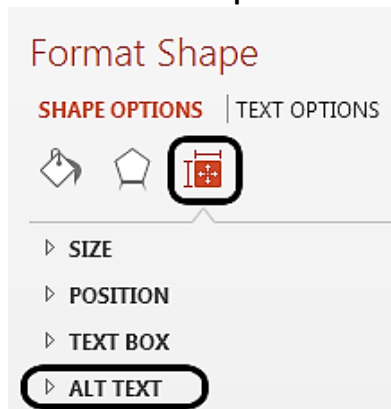 Format Shape
SHAPE OPTIONS | TEXT OPTIONS
SIZE
POSITION
TEXT BOX
ALT TEXT